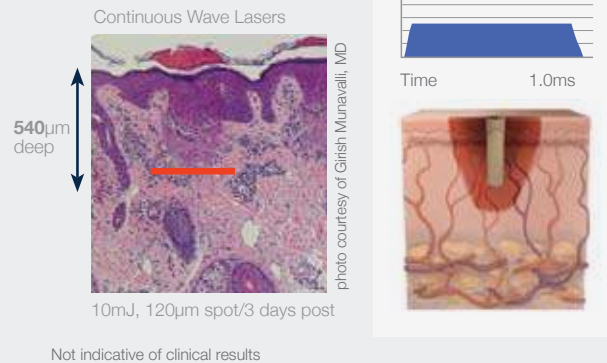 Continuous Wave Lasers
540µm
deep
photo courtesy of Girish Munavalli, MD
10mJ, 120µm spot/3 days post
Time 1.0ms
Not indicative of clinical results